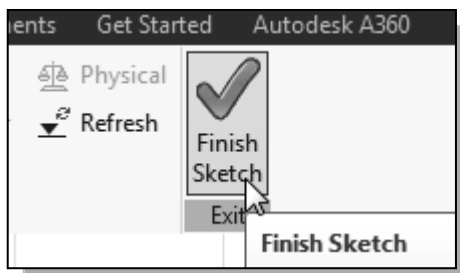 ents Get Started Autodesk A360
Physical
Refresh
Finish
Sketch
Exit
Finish Sketch